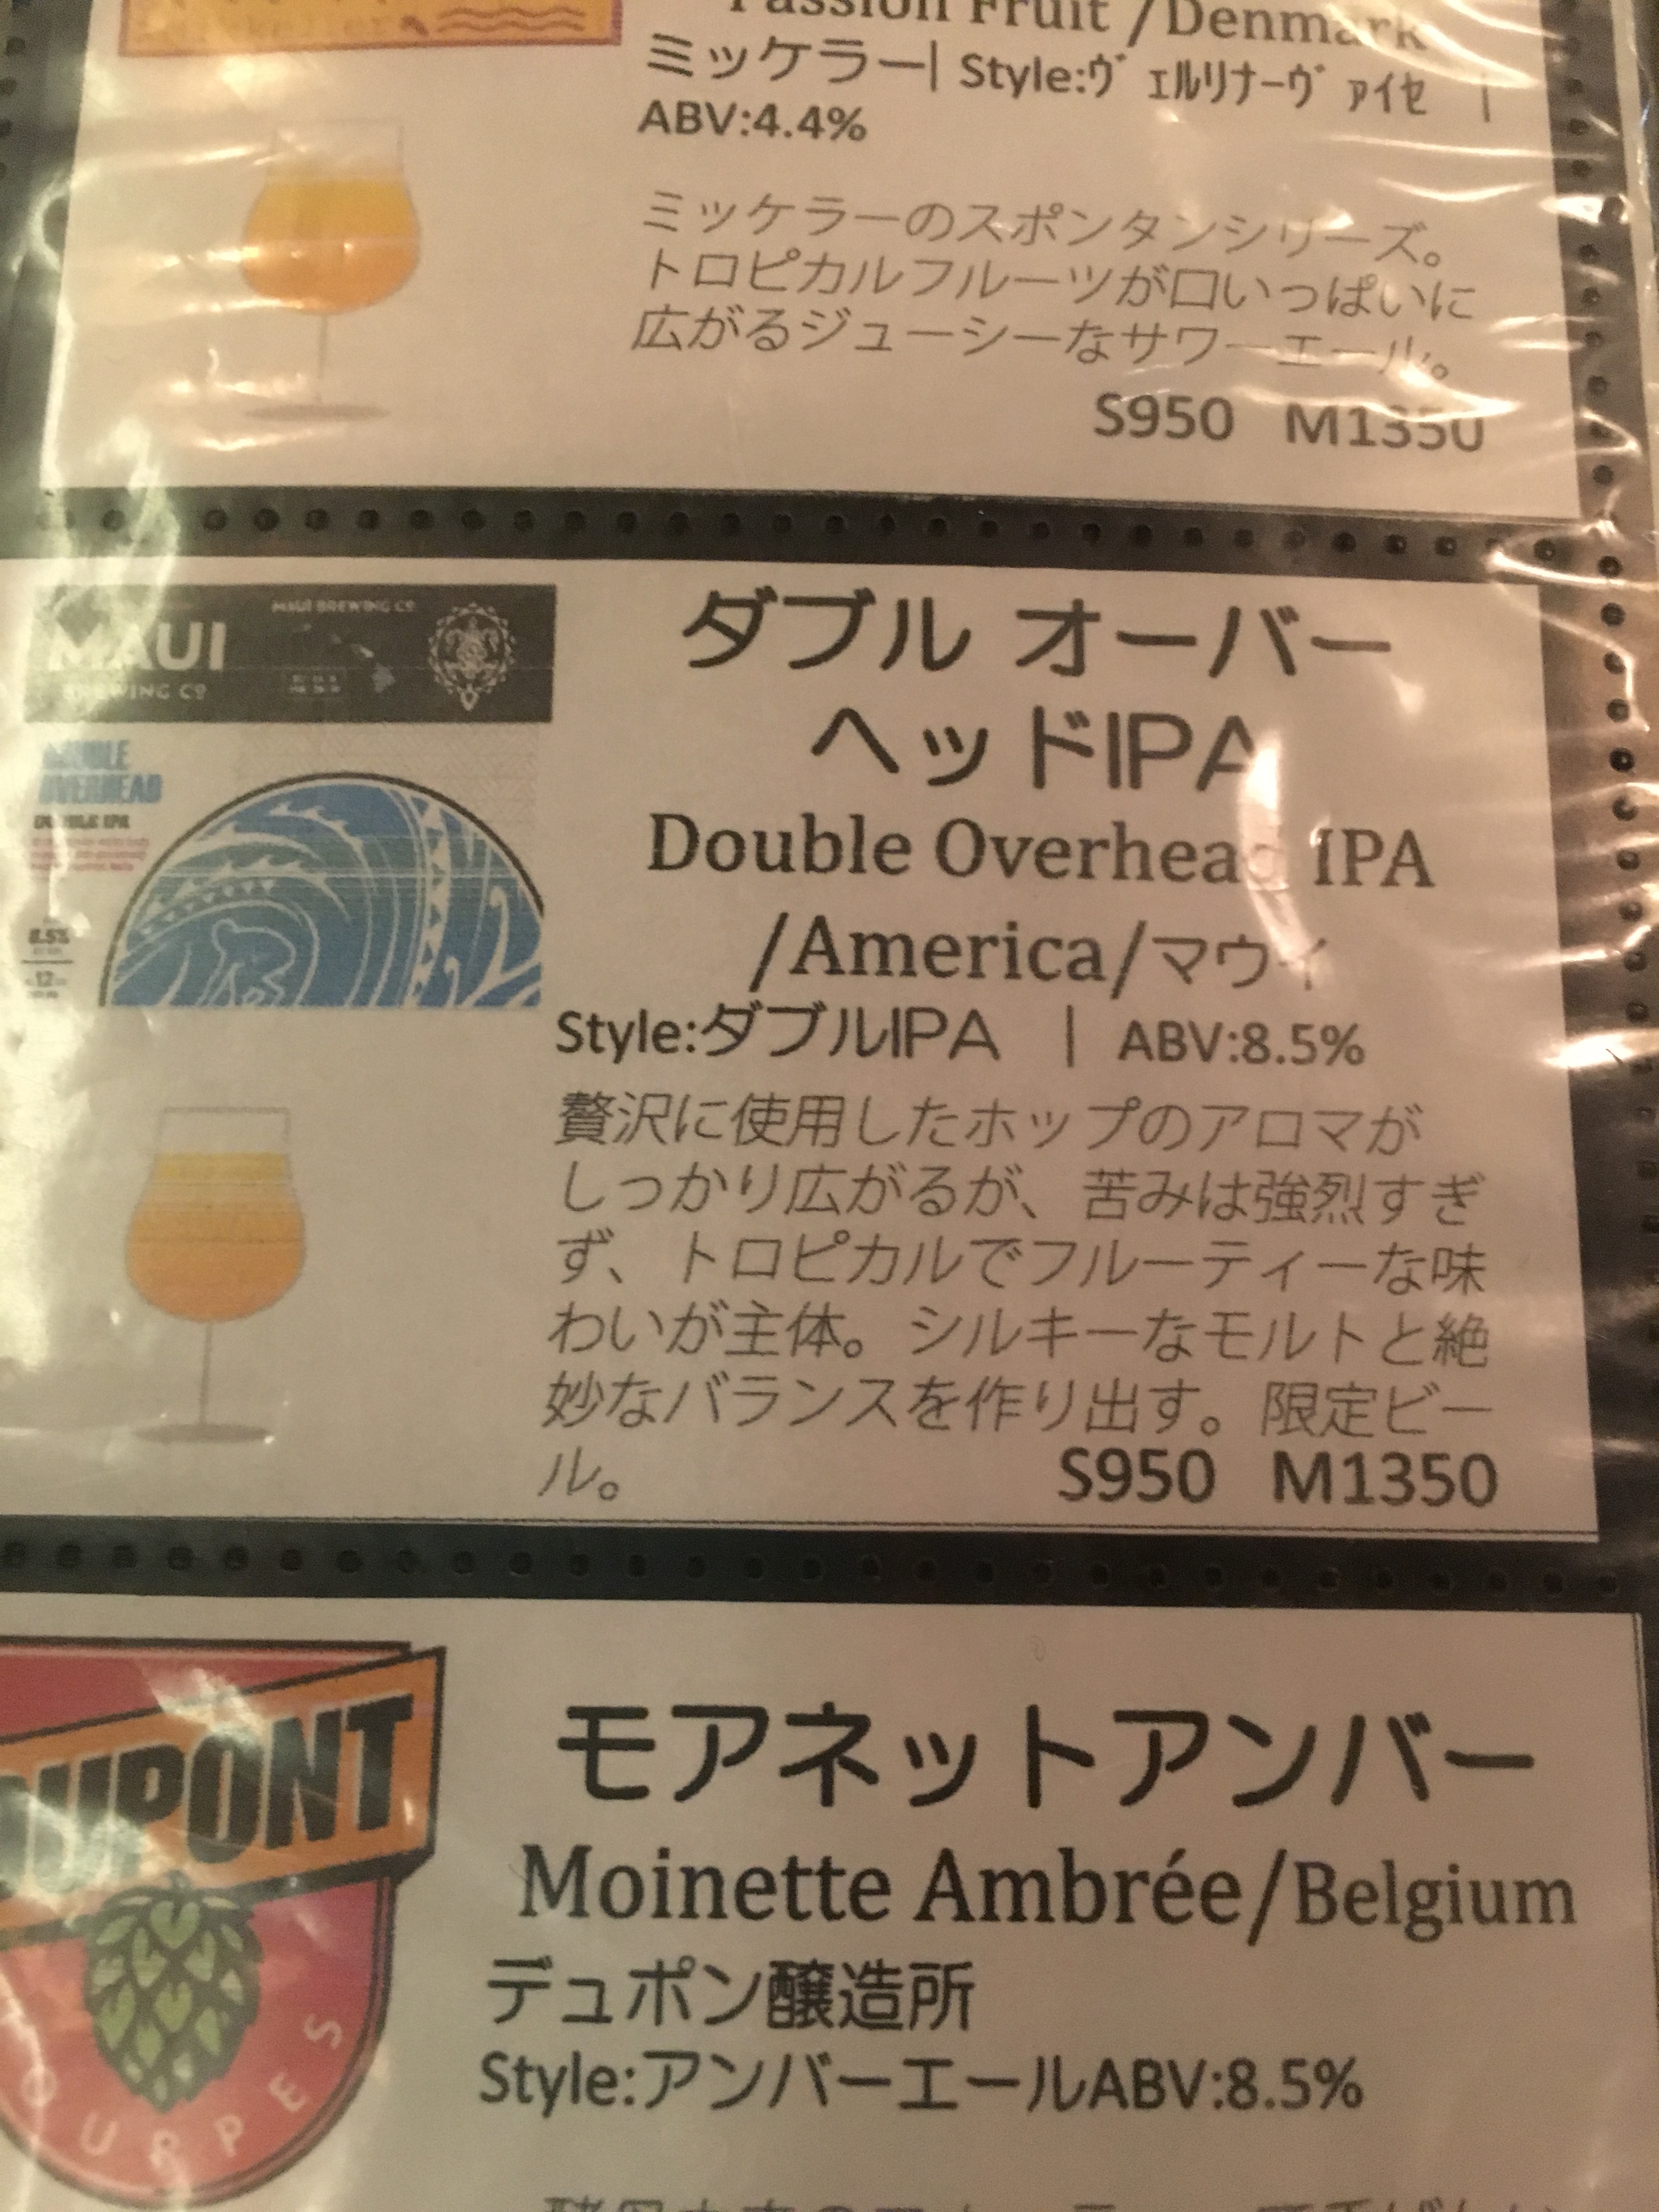 Passion Fruit /Denmark
ミッケラー| Style:ヴェルリナーヴァイセ |
ABV:4.4%
ミッケラーのスポンタンシリーズ。
トロピカルフルーツが口いっぱいに
広がるジューシーなサワーエール。
S950 M1350
MAUI
BREWING CO
MAUI BREWING CO
DOUBLE
OVERHEAD
DOUBLE IPA
8.5%
12
ダブル オーバー
ヘッドIPA
Double Overhead IPA
/America/マウイ
Style:ダブルIPA | ABV:8.5%
贅沢に使用したホップのアロマが
しっかり広がるが、苦みは強烈すぎ
ず、トロピカルでフルーティーな味
わいが主体。シルキーなモルトと絶
妙なバランスを作り出す。限定ビー
ル。
S950 M1350
DUPONT
モアネットアンバー
Moinette Ambrée/Belgium
デュポン醸造所
Style:アンバーエールABV:8.5%